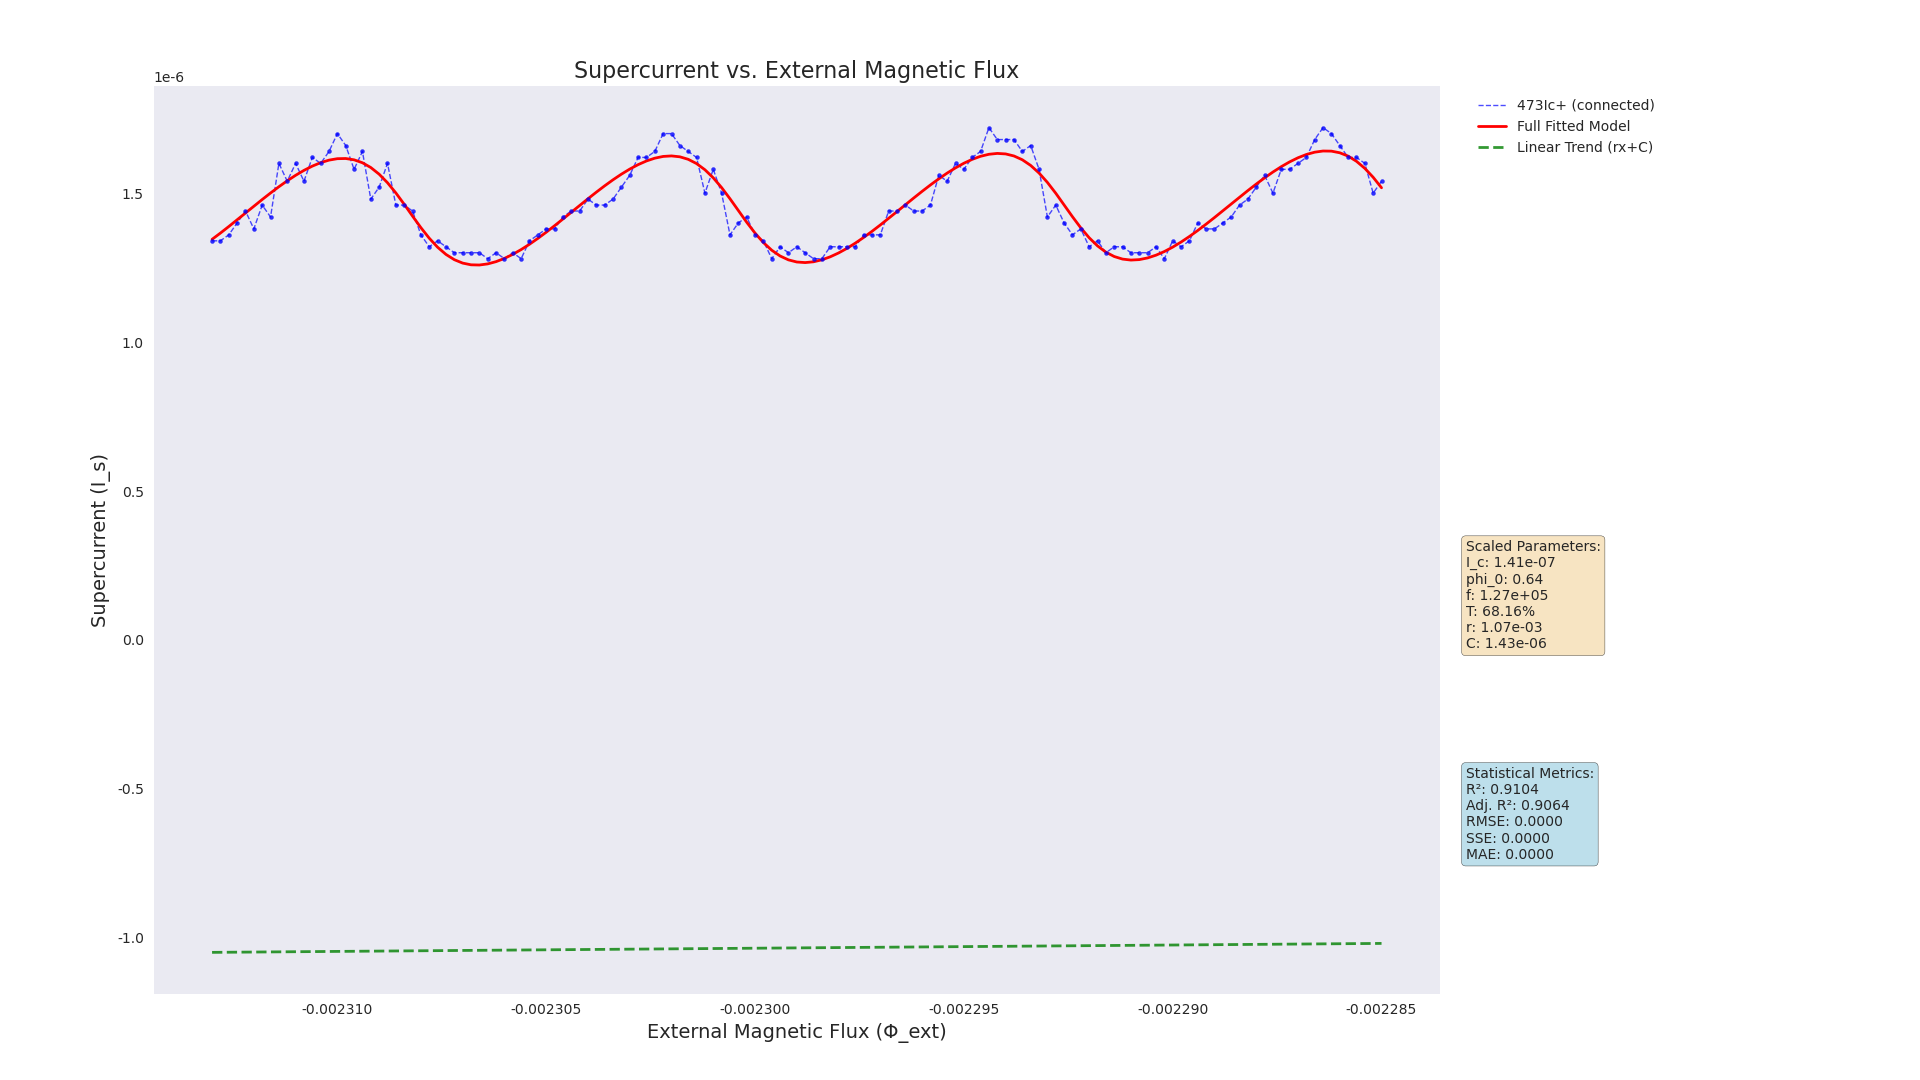 Supercurrent vs. External Magnetic Flux
1e-6
1.5
1.0
0.5
0.0
-0.5
-1.0
Supercurrent (I_s)
-0.002310
-0.002305
-0.002300
-0.002295
-0.002290
-0.002285
External Magnetic Flux (Φ_ext)
473Ic+ (connected)
Full Fitted Model
Linear Trend (rx+C)
Scaled Parameters:
I_c: 1.41e-07
phi_0: 0.64
f: 1.27e+05
T: 68.16%
r: 1.07e-03
C: 1.43e-06
Statistical Metrics:
R²: 0.9104
Adj. R²: 0.9064
RMSE: 0.0000
SSE: 0.0000
MAE: 0.0000